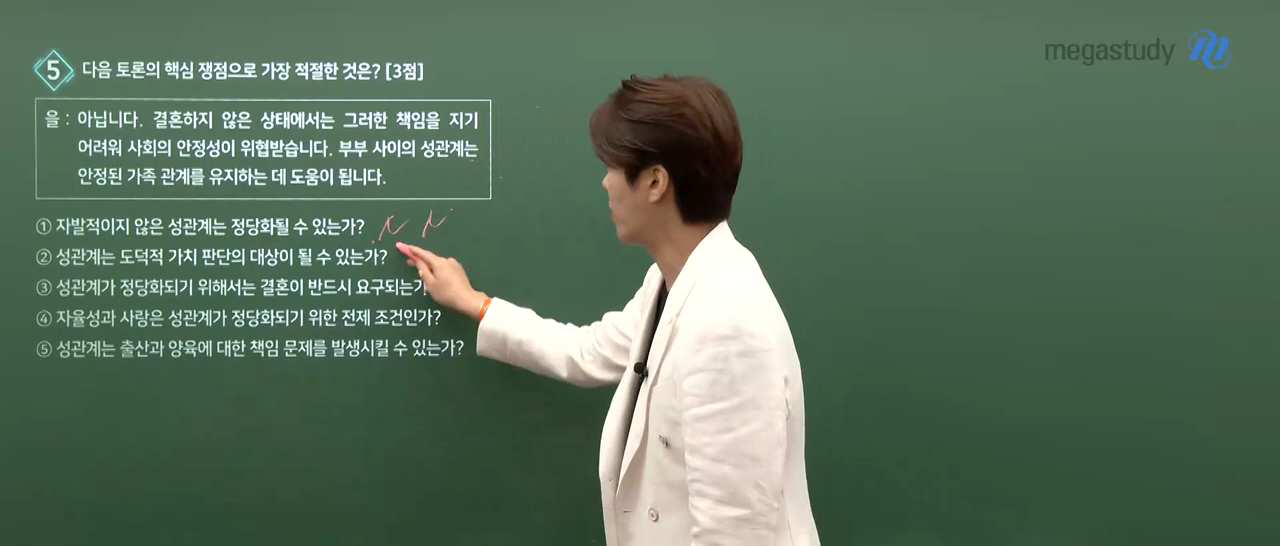 megastudy
5 다음 토론의 핵심 쟁점으로 가장 적절한 것은? [3점]
을 : 아닙니다. 결혼하지 않은 상태에서는 그러한 책임을 지기
어려워 사회의 안정성이 위협받습니다. 부부 사이의 성관계는
안정된 가족 관계를 유지하는 데 도움이 됩니다.
① 자발적이지 않은 성관계는 정당화될 수 있는가?
② 성관계는 도덕적 가치 판단의 대상이 될 수 있는가?
③ 성관계가 정당화되기 위해서는 결혼이 반드시 요구되는가
④ 자율성과 사랑은 성관계가 정당화되기 위한 전제 조건인가?
⑤ 성관계는 출산과 양육에 대한 책임 문제를 발생시킬 수 있는가?